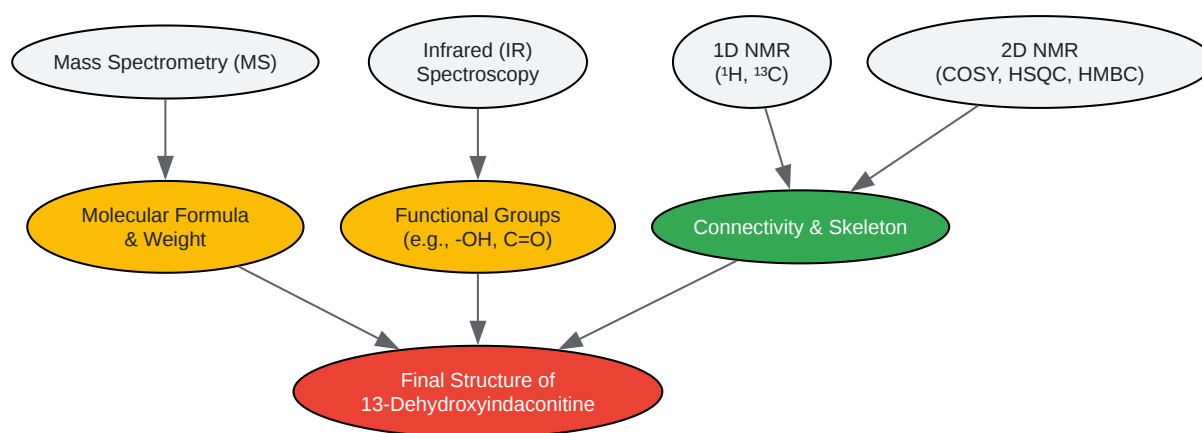 Mass Spectrometry (MS)
Infrared (IR)
Spectroscopy
1D NMR
(¹H, ¹³C)
2D NMR
(COSY, HSQC, HMBC)
Molecular Formula
& Weight
Functional Groups
(e.g., -OH, C=O)
Connectivity & Skeleton
Final Structure of
13-Dehydroxyindaconitine